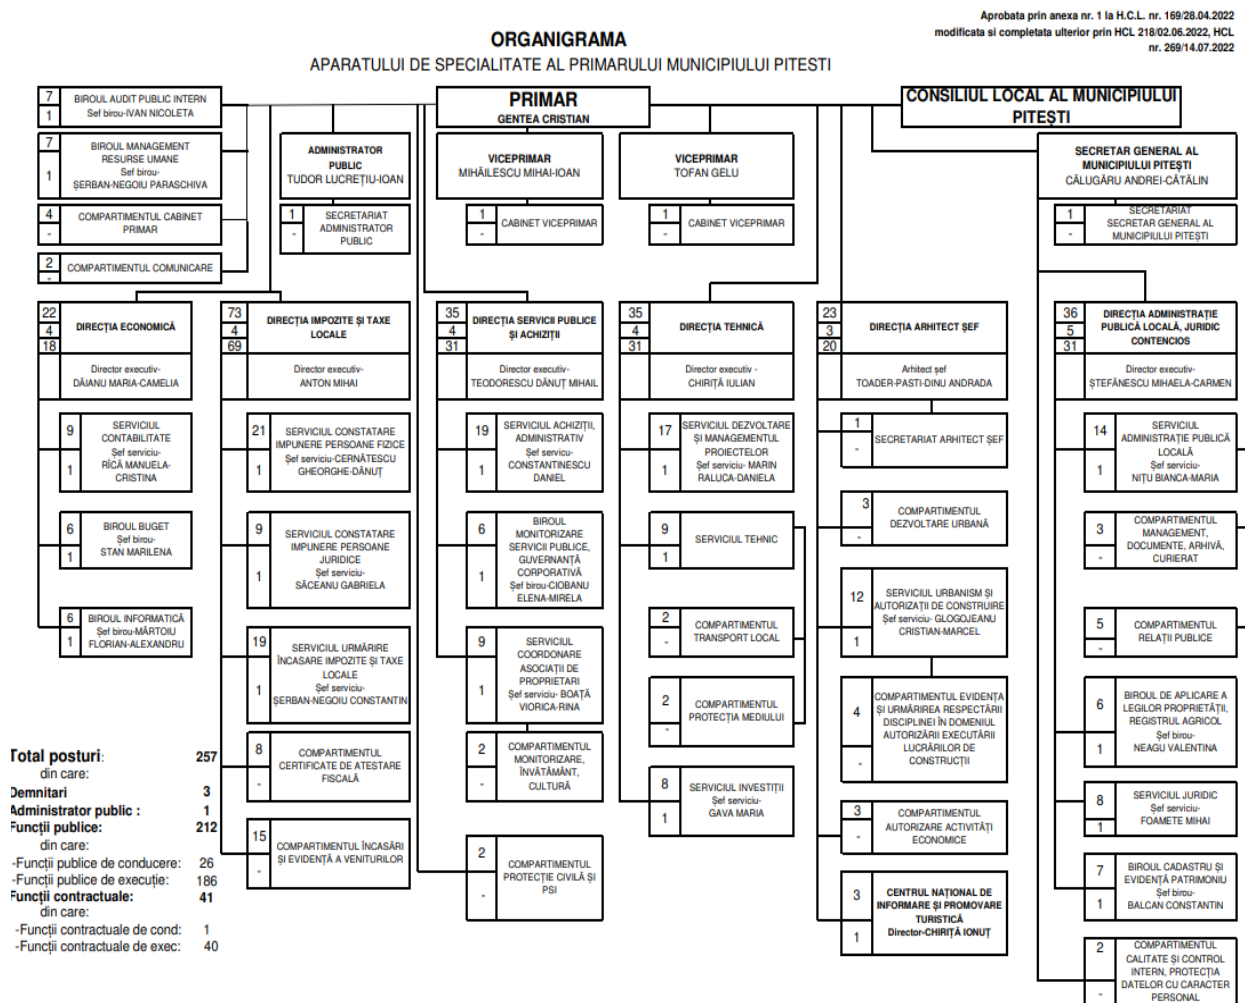 Aprobata prin anexa nr. 1 la H.C.L. nr. 169/28.04.2022
modificata si completata ulterior prin HCL 218/02.06.2022, HCL
nr. 269/14.07.2022
ORGANIGRAMA
APARATULUI DE SPECIALITATE AL PRIMARULUI MUNICIPIULUI PITESTI
7
1
BIROUL AUDIT PUBLIC INTERN
Sef birou-IVAN NICOLETA
PRIMAR
GENTEA CRISTIAN
CONSILIUL LOCAL AL MUNICIPIULUI
PITEȘTI
7
1
BIROUL MANAGEMENT
RESURSE UMANE
Sef birou-
ȘERBAN-NEGOIU PARASCHIVA
ADMINISTRATOR
PUBLIC
TUDOR LUCREȚIU-IOAN
VICEPRIMAR
MIHĂILESCU MIHAI-IOAN
VICEPRIMAR
TOFAN GELU
SECRETAR GENERAL AL
MUNICIPIULUI PITEȘTI
CĂLUGĂRU ANDREI-CĂTĂLIN
4
-
COMPARTIMENTUL CABINET
PRIMAR
1
-
SECRETARIAT
ADMINISTRATOR
PUBLIC
1
-
CABINET VICEPRIMAR
1
-
CABINET VICEPRIMAR
1
-
SECRETARIAT
SECRETAR GENERAL AL
MUNICIPIULUI PITEȘTI
2
-
COMPARTIMENTUL COMUNICARE
22
4
18
DIRECȚIA ECONOMICĂ
Director executiv-
DĂIANU MARIA-CAMELIA
73
4
69
DIRECȚIA IMPOZITE ȘI TAXE
LOCALE
Director executiv-
ANTON MIHAI
35
4
31
DIRECȚIA SERVICII PUBLICE
ȘI ACHIZIȚII
Director executiv-
TEODORESCU DĂNUȚ MIHAIL
35
4
31
DIRECȚIA TEHNICĂ
Director executiv -
CHIRIȚĂ IULIAN
23
3
20
DIRECȚIA ARHITECT ȘEF
Arhitect șef
TOADER-PASTI-DINU ANDRADA
36
5
31
DIRECȚIA ADMINISTRAȚIE
PUBLICĂ LOCALĂ, JURIDIC
CONTENCIOS
Director executiv-
ȘTEFĂNESCU MIHAELA-CARMEN
9
1
SERVICIUL
CONTABILITATE
Șef serviciu-
RÎCĂ MANUELA-
CRISTINA
21
1
SERVICIUL CONSTATARE
IMPUNERE PERSOANE FIZICE
Șef serviciu-CERNĂTESCU
GHEORGHE-DĂNUȚ
19
1
SERVICIUL ACHIZIȚII,
ADMINISTRATIV
Șef serviciu-
CONSTANTINESCU
DANIEL
17
1
SERVICIUL DEZVOLTARE
ȘI MANAGEMENTUL
PROIECTELOR
Șef serviciu- MARIN
RALUCA-DANIELA
1
-
SECRETARIAT ARHITECT ȘEF
14
1
SERVICIUL
ADMINISTRAȚIE PUBLICĂ
LOCALĂ
Șef serviciu-
NIȚU BIANCA-MARIA
6
1
BIROUL BUGET
Șef birou-
STAN MARILENA
9
1
SERVICIUL CONSTATARE
IMPUNERE PERSOANE
JURIDICE
Șef serviciu-
SĂCEANU GABRIELA
6
1
BIROUL
MONITORIZARE
SERVICII PUBLICE,
GUVERNANȚĂ
CORPORATIVĂ
Șef birou-CIOBANU
ELENA-MIRELA
9
1
SERVICIUL TEHNIC
3
-
COMPARTIMENTUL
DEZVOLTARE URBANĂ
3
-
COMPARTIMENTUL
MANAGEMENT,
DOCUMENTE, ARHIVĂ,
CURIERAT
6
1
BIROUL INFORMATICĂ
Șef birou-MĂRTOIU
FLORIAN-ALEXANDRU
19
1
SERVICIUL URMĂRIRE
ÎNCASARE IMPOZITE ȘI TAXE
LOCALE
Șef serviciu-
ȘERBAN-NEGOIU CONSTANTIN
9
1
SERVICIUL
COORDONARE
ASOCIAȚII DE
PROPRIETARI
Șef serviciu- BOAȚĂ
VIORICA-RINA
2
-
COMPARTIMENTUL
TRANSPORT LOCAL
12
1
SERVICIUL URBANISM ȘI
AUTORIZAȚII DE CONSTRUIRE
Șef serviciu- GLOGOJEANU
CRISTIAN-MARCEL
5
-
COMPARTIMENTUL
RELAȚII PUBLICE
2
-
COMPARTIMENTUL
PROTECȚIA MEDIULUI
4
-
COMPARTIMENTUL EVIDENȚA
ȘI URMĂRIREA RESPECTĂRII
DISCIPLINEI ÎN DOMENIUL
AUTORIZĂRII EXECUTĂRII
LUCRĂRILOR DE
CONSTRUCȚII
6
1
BIROUL DE APLICARE A
LEGILOR PROPRIETĂȚII,
REGISTRUL AGRICOL
Șef birou-
NEAGU VALENTINA
8
-
COMPARTIMENTUL
CERTIFICATE DE ATESTARE
FISCALĂ
2
-
COMPARTIMENTUL
MONITORIZARE,
ÎNVĂȚĂMÂNT,
CULTURĂ
8
1
SERVICIUL INVESTIȚII
Șef serviciu-
GAVA MARIA
3
-
COMPARTIMENTUL
AUTORIZARE ACTIVITĂȚI
ECONOMICE
8
1
SERVICIUL JURIDIC
Șef serviciu-
FOAMETE MIHAI
15
-
COMPARTIMENTUL ÎNCASĂRI
ȘI EVIDENȚĂ A VENITURILOR
2
-
COMPARTIMENTUL
PROTECȚIE CIVILĂ ȘI
PSI
3
1
CENTRUL NAȚIONAL DE
INFORMARE ȘI PROMOVARE
TURISTICĂ
Director-CHIRIȚĂ IONUȚ
7
1
BIROUL CADASTRU ȘI
EVIDENȚĂ PATRIMONIU
Șef birou-
BALCAN CONSTANTIN
2
-
COMPARTIMENTUL
CALITATE ȘI CONTROL
INTERN, PROTECȚIA
DATELOR CU CARACTER
PERSONAL
Total posturi: 257
din care:
Demnitari 3
Administrator public : 1
Funcții publice: 212
din care:
-Funcții publice de conducere: 26
-Funcții publice de execuție: 186
Funcții contractuale: 41
din care:
-Funcții contractuale de cond: 1
-Funcții contractuale de exec: 40